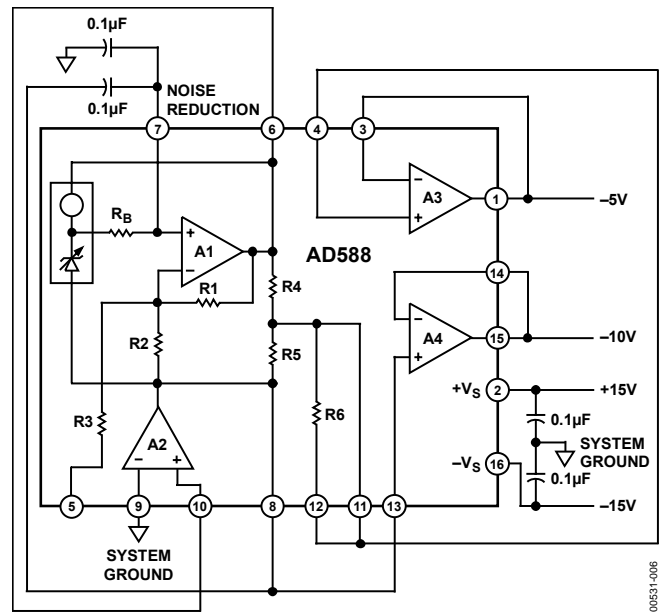 0.1µF
0.1µF
NOISE
REDUCTION
7
6
4
3
A3
−
+
1
−5V
R_B
+
−
A1
AD588
R1
R4
14
−
+
A4
15
−10V
R2
R5
R6
R3
+V_S
2
+15V
0.1µF
SYSTEM
GROUND
−V_S
16
0.1µF
−15V
A2
−
+
5
9
10
8
12
11
13
SYSTEM
GROUND
00531-006